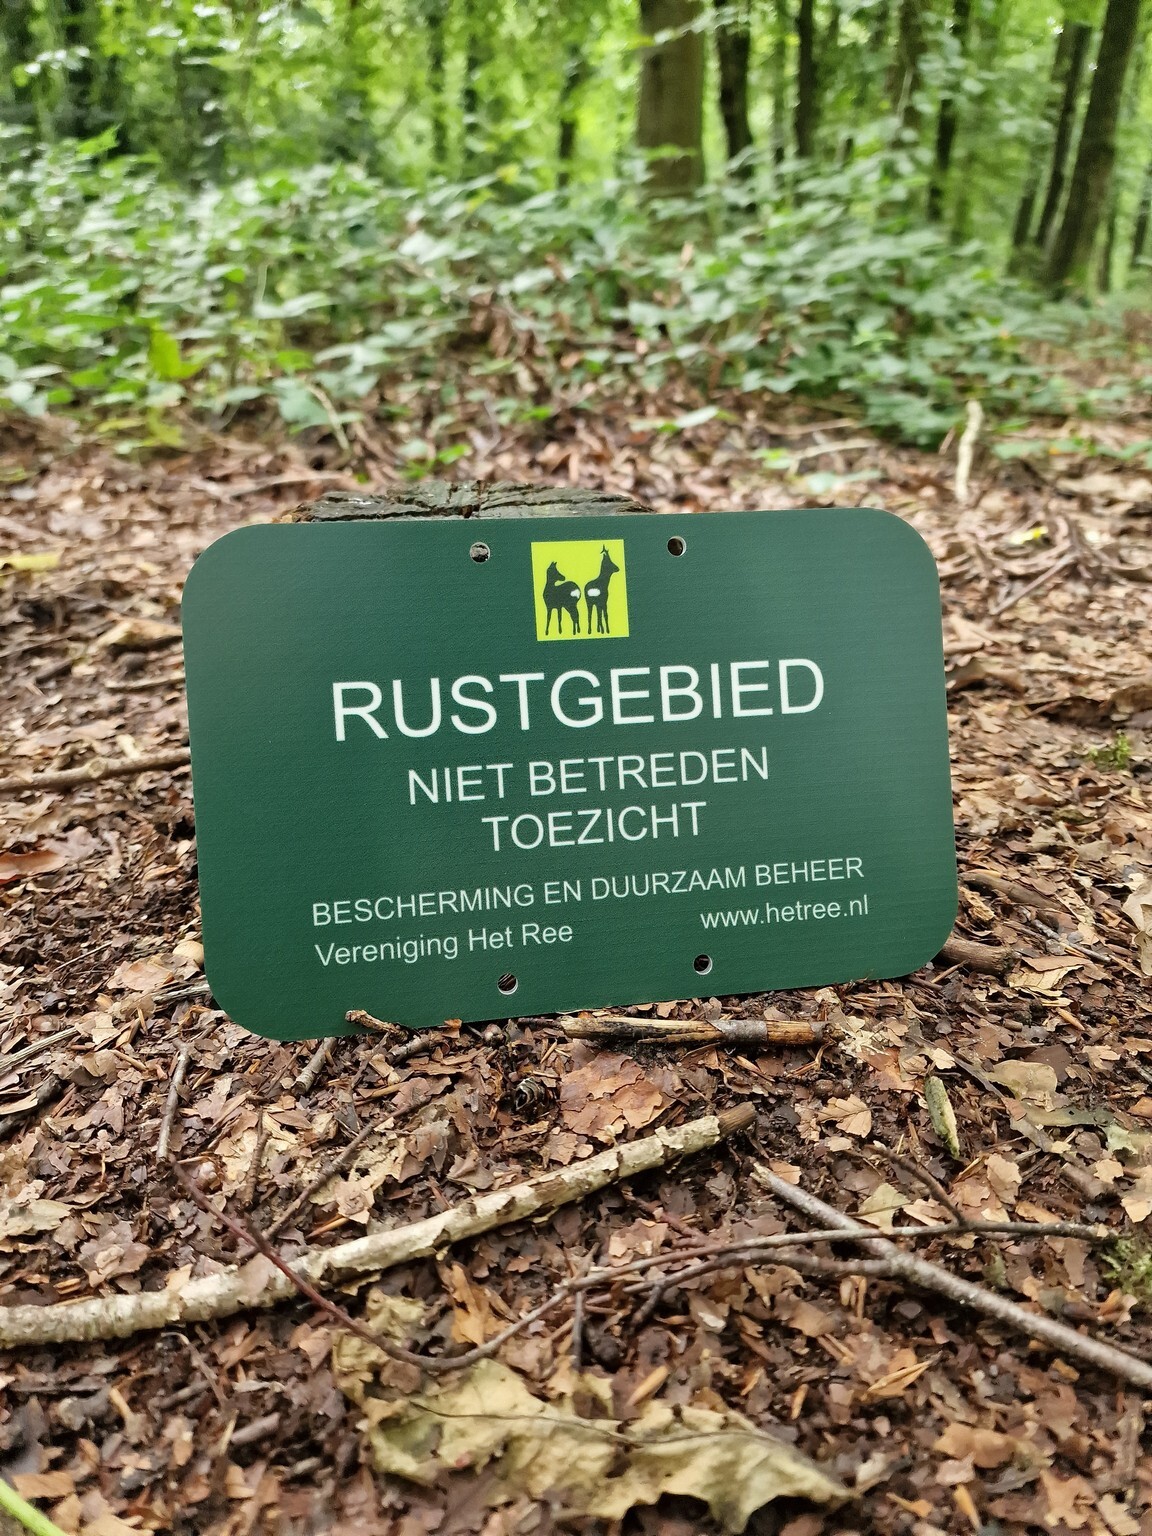 RUSTGEBIED
NIET BETREDEN
TOEZICHT
BESCHERMING EN DUURZAAM BEHEER
Vereniging Het Ree www.hetree.nl